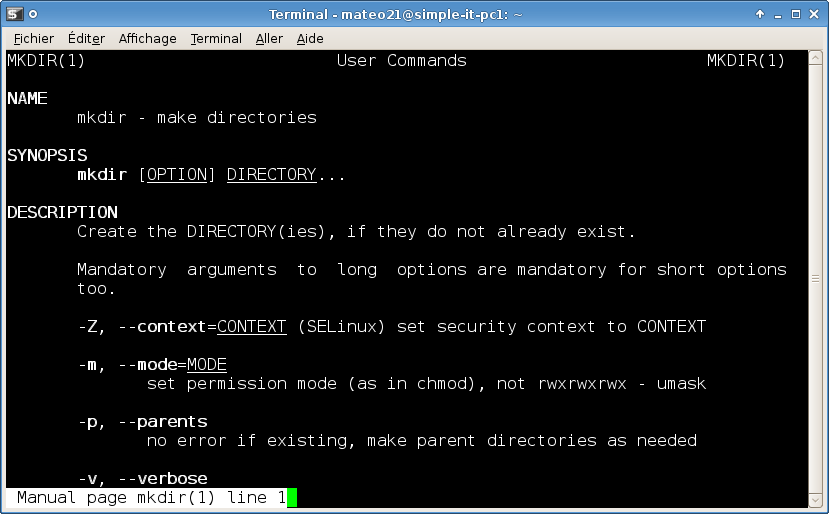 Terminal - mateo21@simple-it-pc1: ~
Fichier Éditer Affichage Terminal Aller Aide
MKDIR(1) User Commands MKDIR(1)
NAME
mkdir - make directories
SYNOPSIS
mkdir [OPTION] DIRECTORY...
DESCRIPTION
Create the DIRECTORY(ies), if they do not already exist.
Mandatory arguments to long options are mandatory for short options
too.
-Z, --context=CONTEXT (SELinux) set security context to CONTEXT
-m, --mode=MODE
set permission mode (as in chmod), not rwxrwxrwx - umask
-p, --parents
no error if existing, make parent directories as needed
-v, --verbose
Manual page mkdir(1) line 1